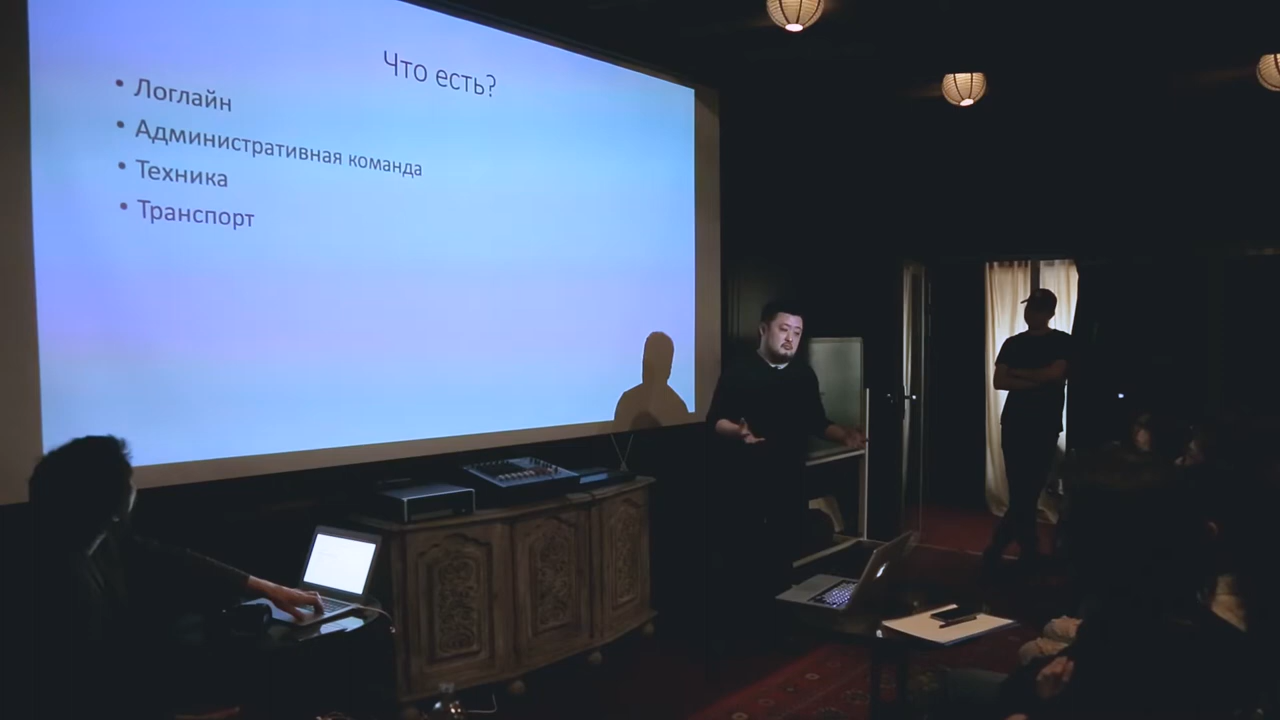 Что есть?
• Логлайн
• Административная команда
• Техника
• Транспорт